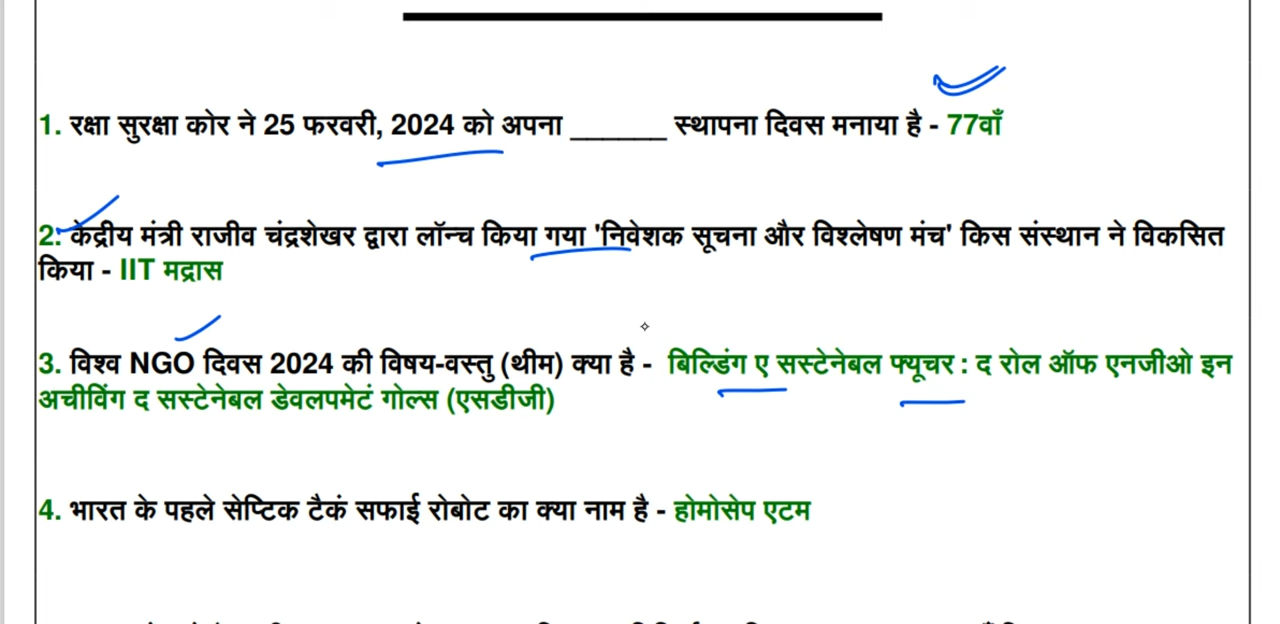 1. रक्षा सुरक्षा कोर ने 25 फरवरी, 2024 को अपना ______ स्थापना दिवस मनाया है - 77वाँ
2. केंद्रीय मंत्री राजीव चंद्रशेखर द्वारा लॉन्च किया गया 'निवेशक सूचना और विश्लेषण मंच' किस संस्थान ने विकसित
किया - IIT मद्रास
3. विश्व NGO दिवस 2024 की विषय-वस्तु (थीम) क्या है - बिल्डिंग ए सस्टेनेबल फ्यूचर : द रोल ऑफ एनजीओ इन
अचीविंग द सस्टेनेबल डेवलपमेटं गोल्स (एसडीजी)
4. भारत के पहले सेप्टिक टैकं सफाई रोबोट का क्या नाम है - होमोसेप एटम